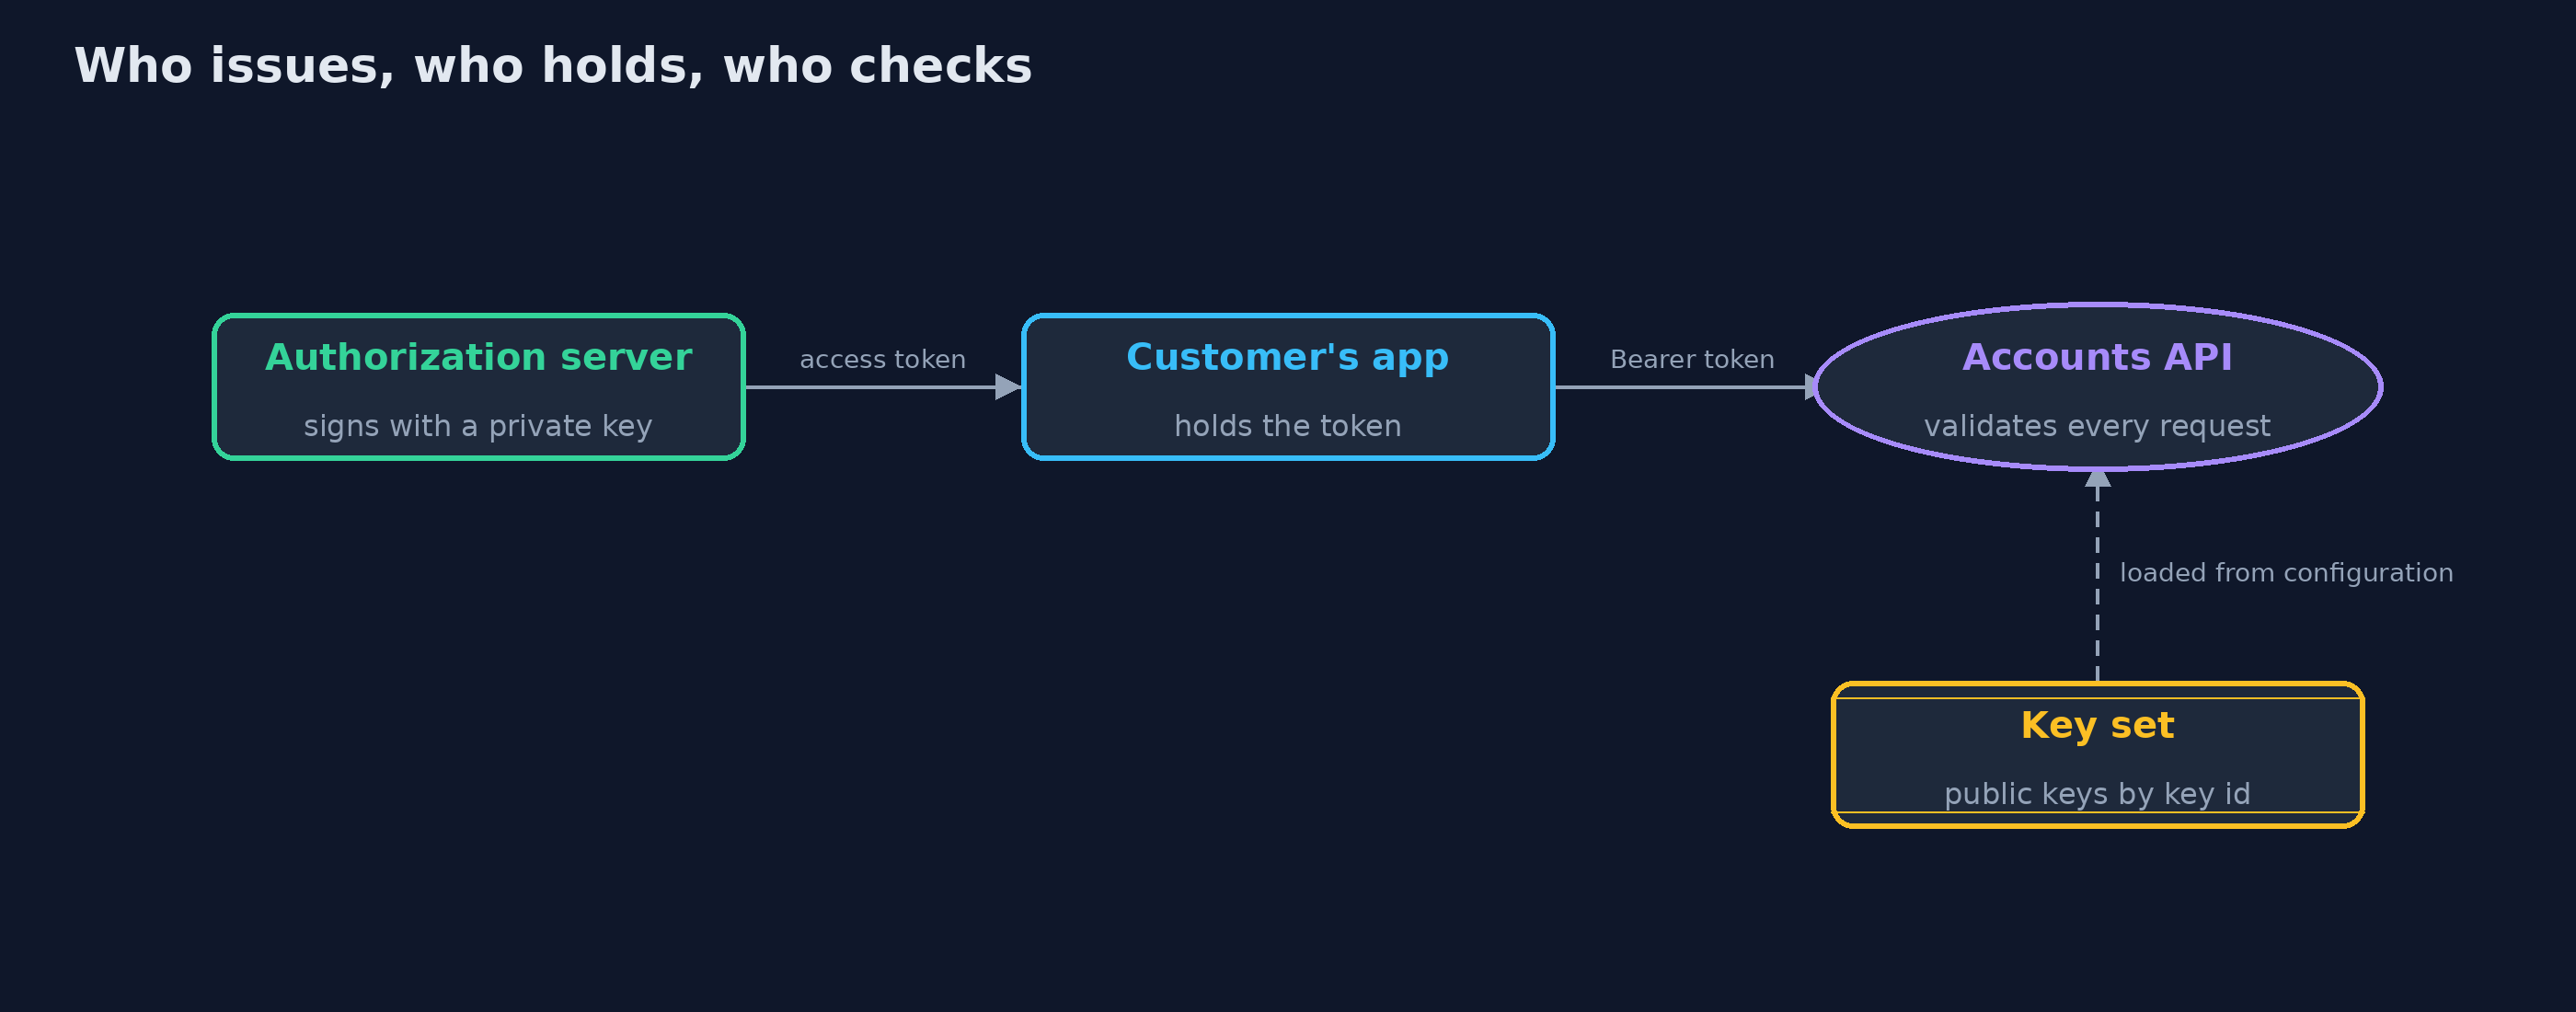 Who issues, who holds, who checks
Authorization server
signs with a private key
access token
Customer's app
holds the token
Bearer token
Accounts API
validates every request
loaded from configuration
Key set
public keys by key id